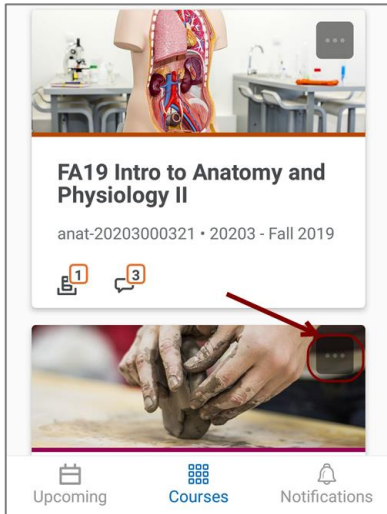 FA19 Intro to Anatomy and
Physiology II
anat-20203000321 • 20203 - Fall 2019
1
3
Upcoming
Courses
Notifications